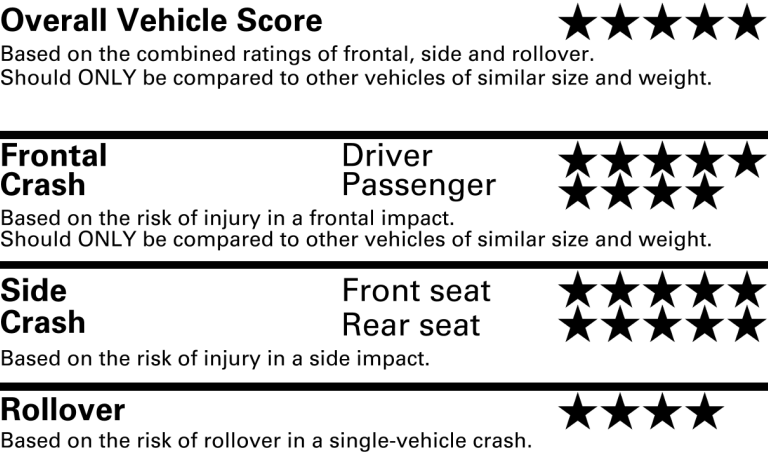 Overall Vehicle Score ★★★★★
Based on the combined ratings of frontal, side and rollover.
Should ONLY be compared to other vehicles of similar size and weight.
Frontal Driver ★★★★★
Crash Passenger ★★★★
Based on the risk of injury in a frontal impact.
Should ONLY be compared to other vehicles of similar size and weight.
Side Front seat ★★★★★
Crash Rear seat ★★★★★
Based on the risk of injury in a side impact.
Rollover ★★★★
Based on the risk of rollover in a single-vehicle crash.